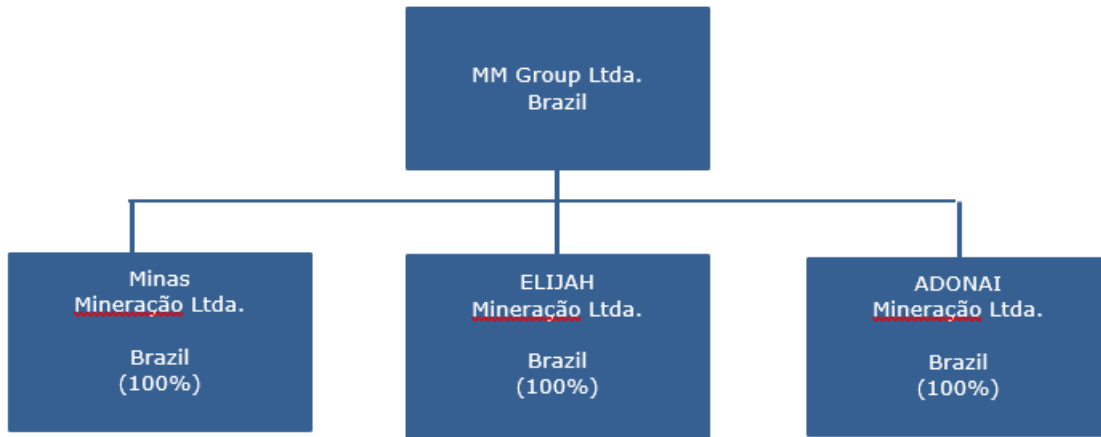 MM Group Ltda.
Brazil
Minas
Mineração Ltda.
Brazil
(100%)
ELIJAH
Mineração Ltda.
Brazil
(100%)
ADONAI
Mineração Ltda.
Brazil
(100%)